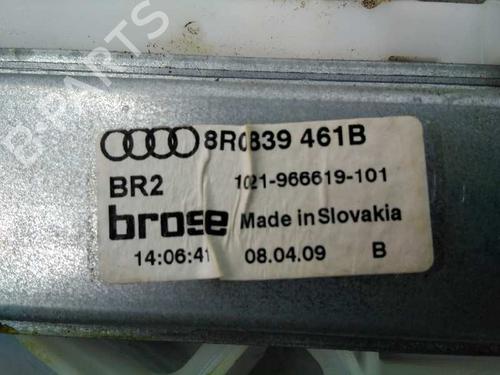 8R0839 461B
BR2 1021-966619-101
brose Made in Slovakia
14:06:41 08.04.09 B
B-PARTS